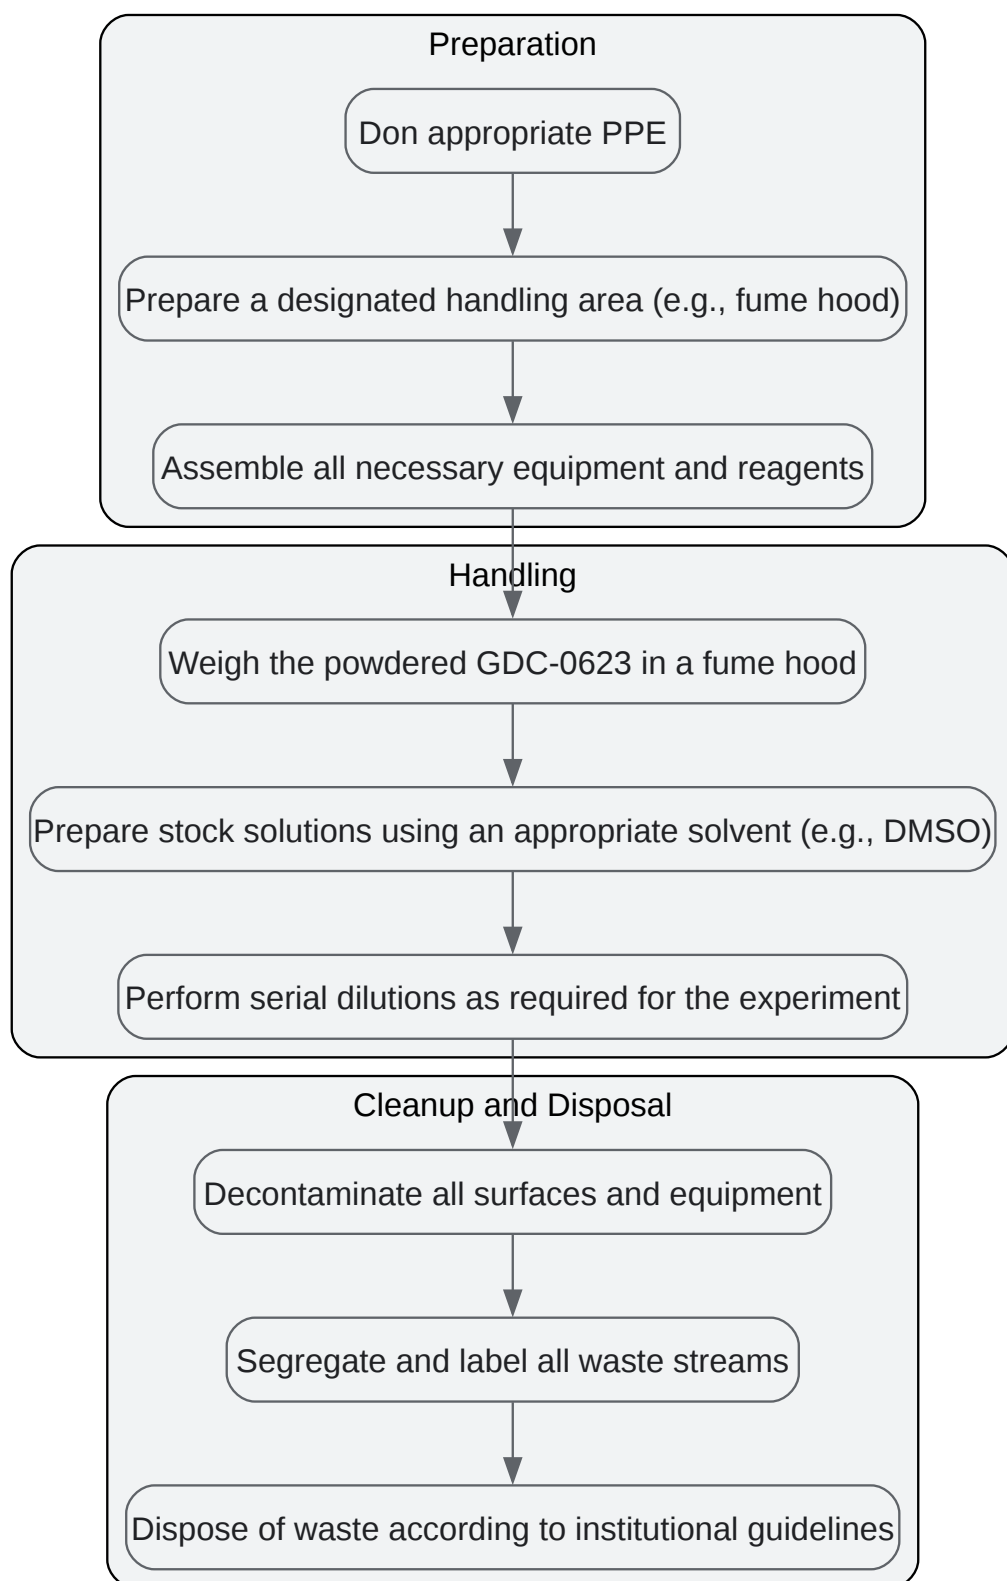 Preparation
Don appropriate PPE
Prepare a designated handling area (e.g., fume hood)
Assemble all necessary equipment and reagents
Handling
Weigh the powdered GDC-0623 in a fume hood
Prepare stock solutions using an appropriate solvent (e.g., DMSO)
Perform serial dilutions as required for the experiment
Cleanup and Disposal
Decontaminate all surfaces and equipment
Segregate and label all waste streams
Dispose of waste according to institutional guidelines